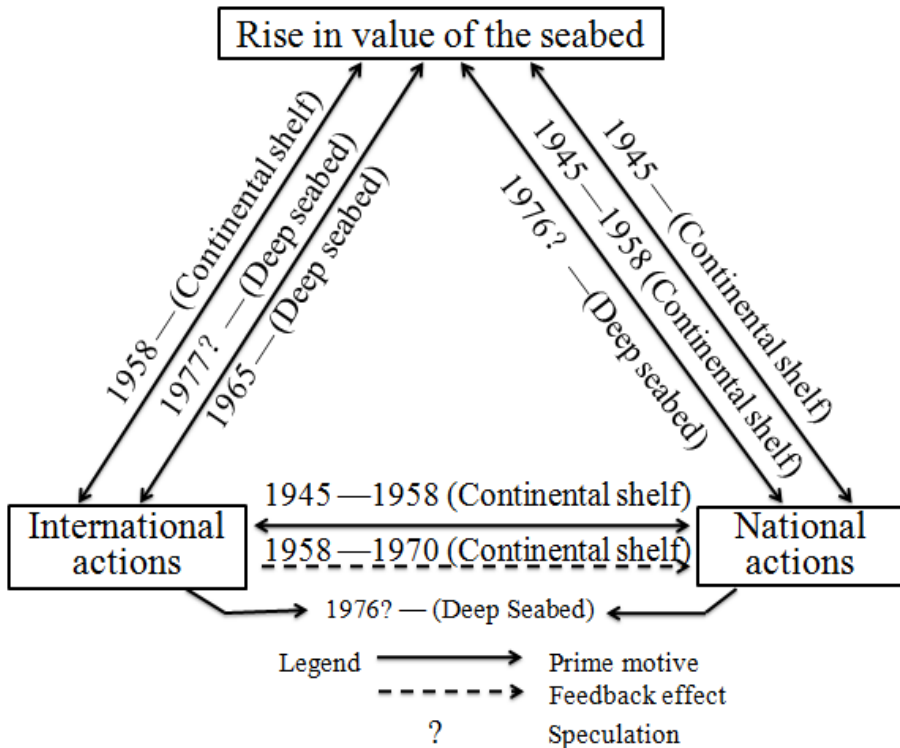 Rise in value of the seabed
1958 — (Continental shelf)
1977? — (Deep seabed)
1965 — (Deep seabed)
1945 — (Continental shelf)
1945 — 1958 (Continental shelf)
1976? — (Deep seabed)
International
actions
1945 —1958 (Continental shelf)
1958 —1970 (Continental shelf)
National
actions
1976? — (Deep Seabed)
Legend
Prime motive
Feedback effect
? Speculation